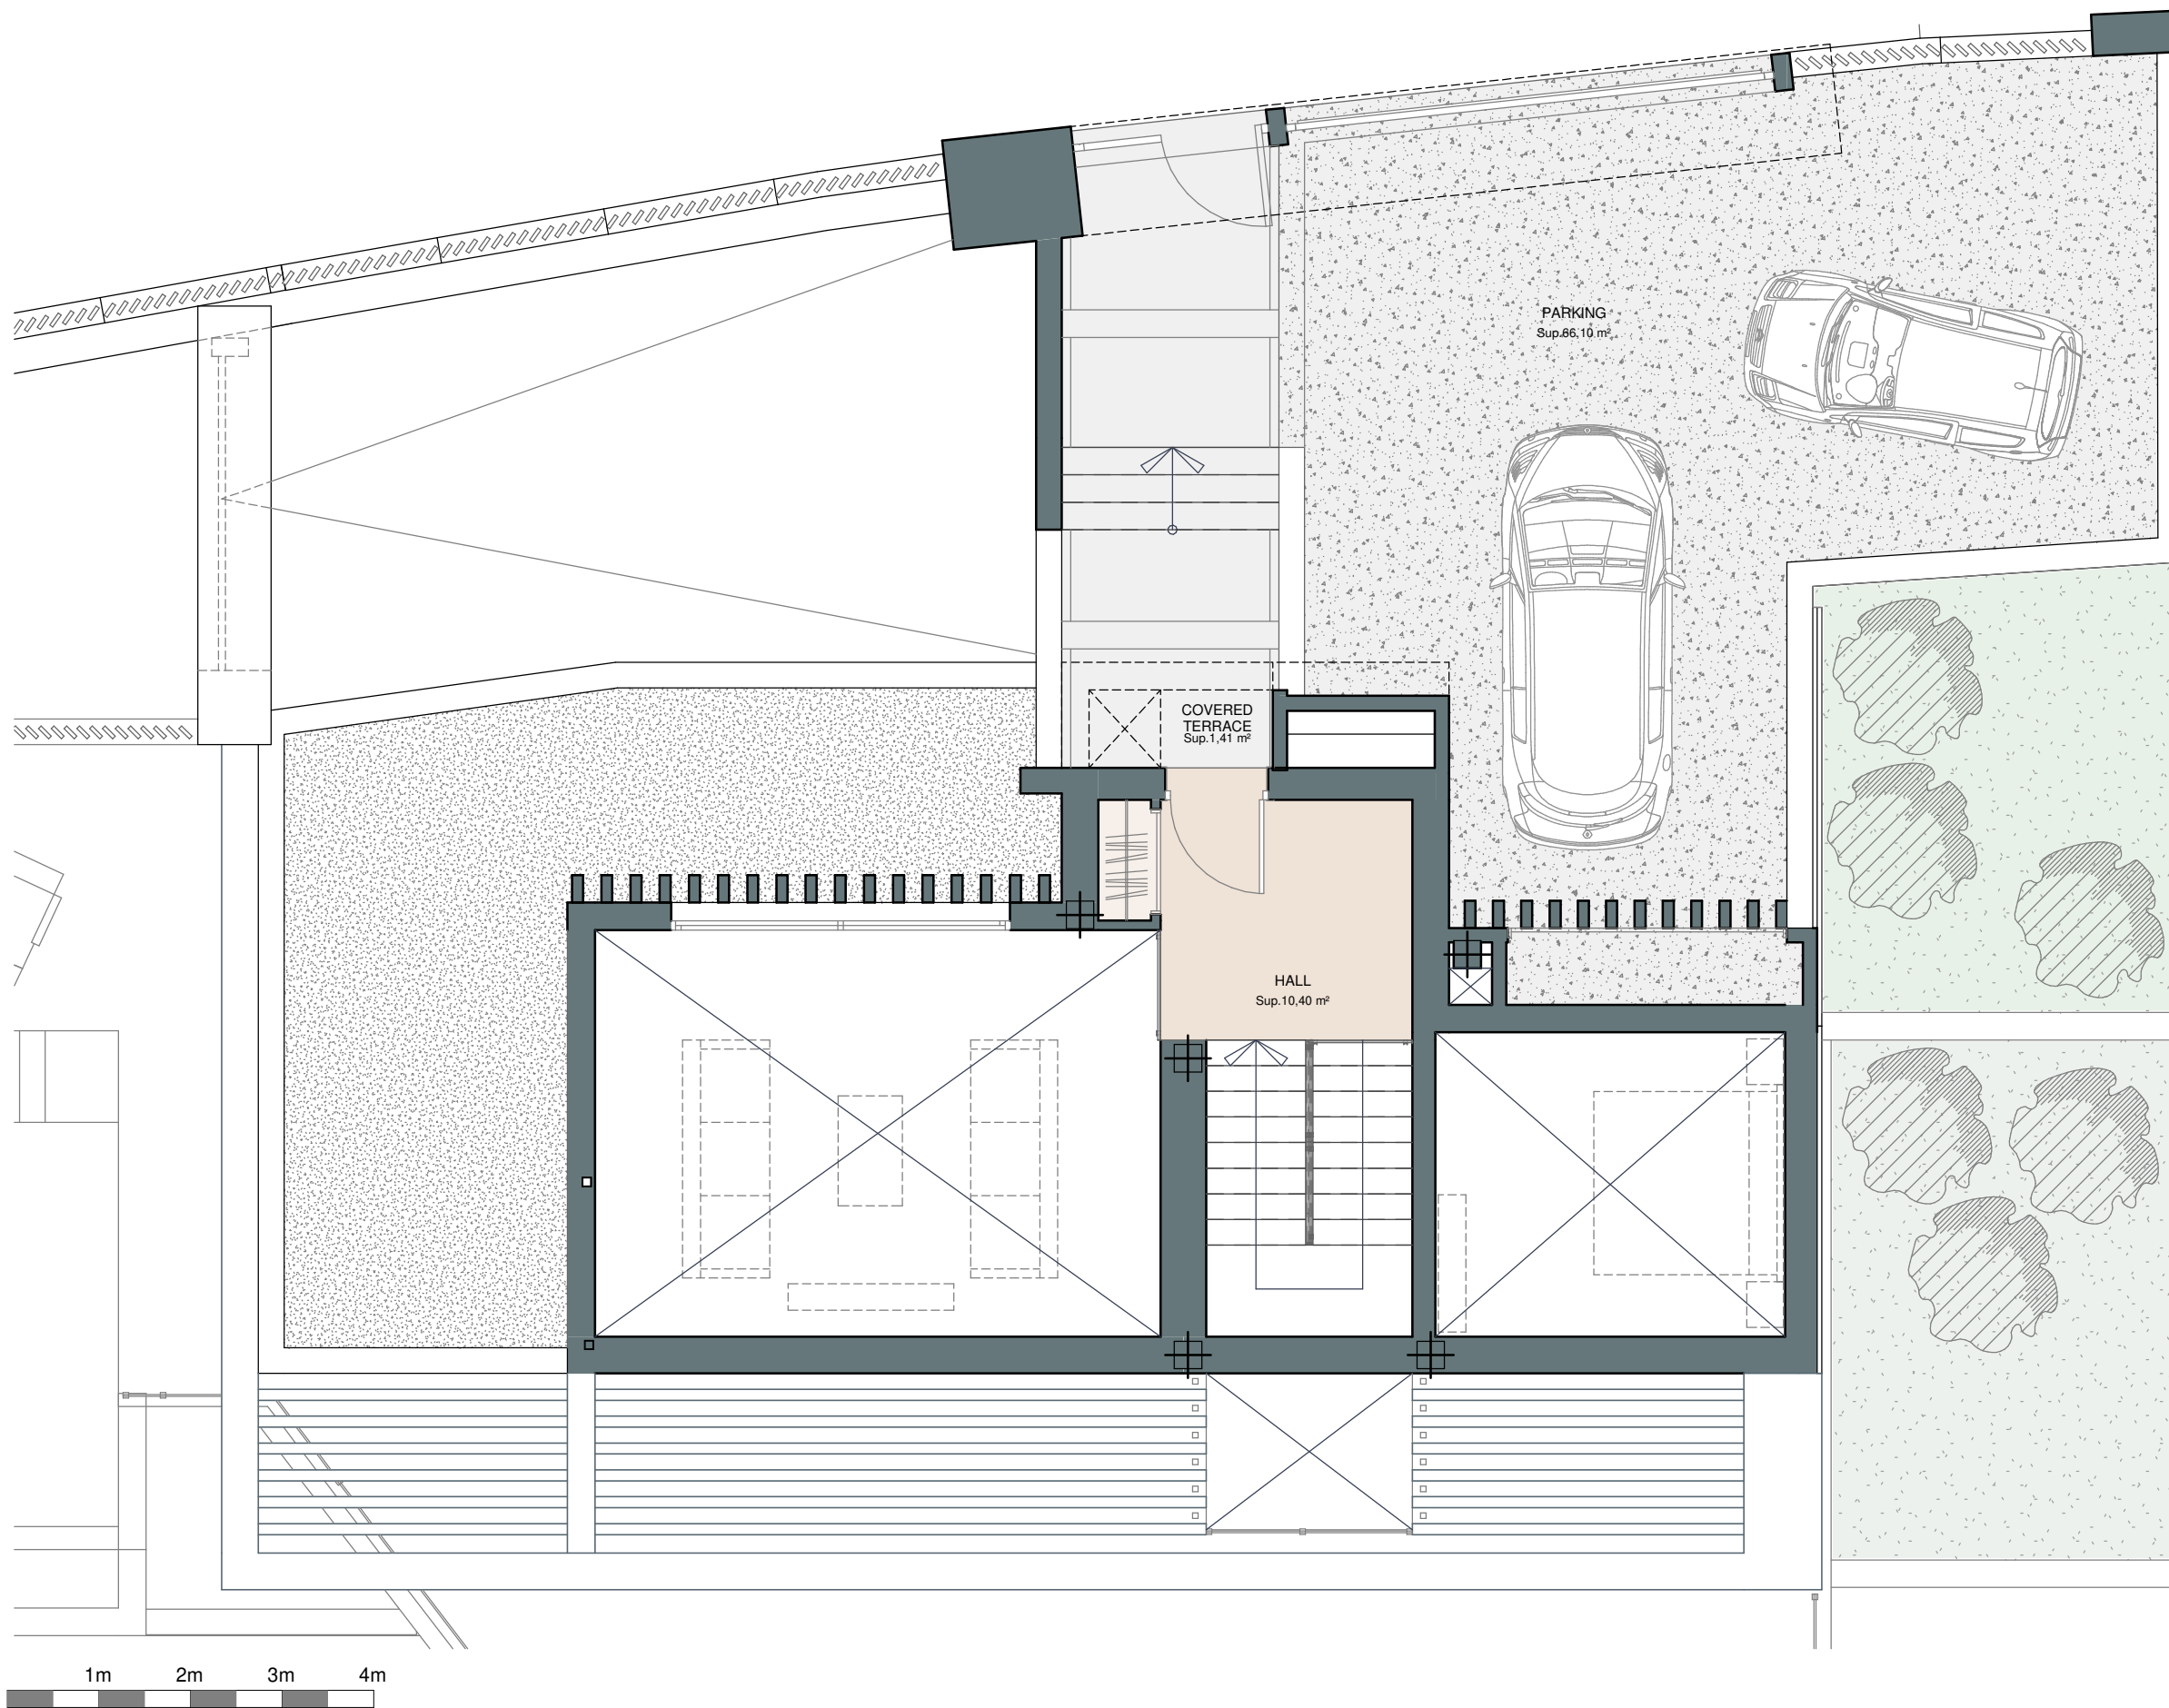 PARKING
Sup.66,10 m²
COVERED
TERRACE
Sup.1,41 m²
HALL
Sup.10,40 m²
1m 2m 3m 4m